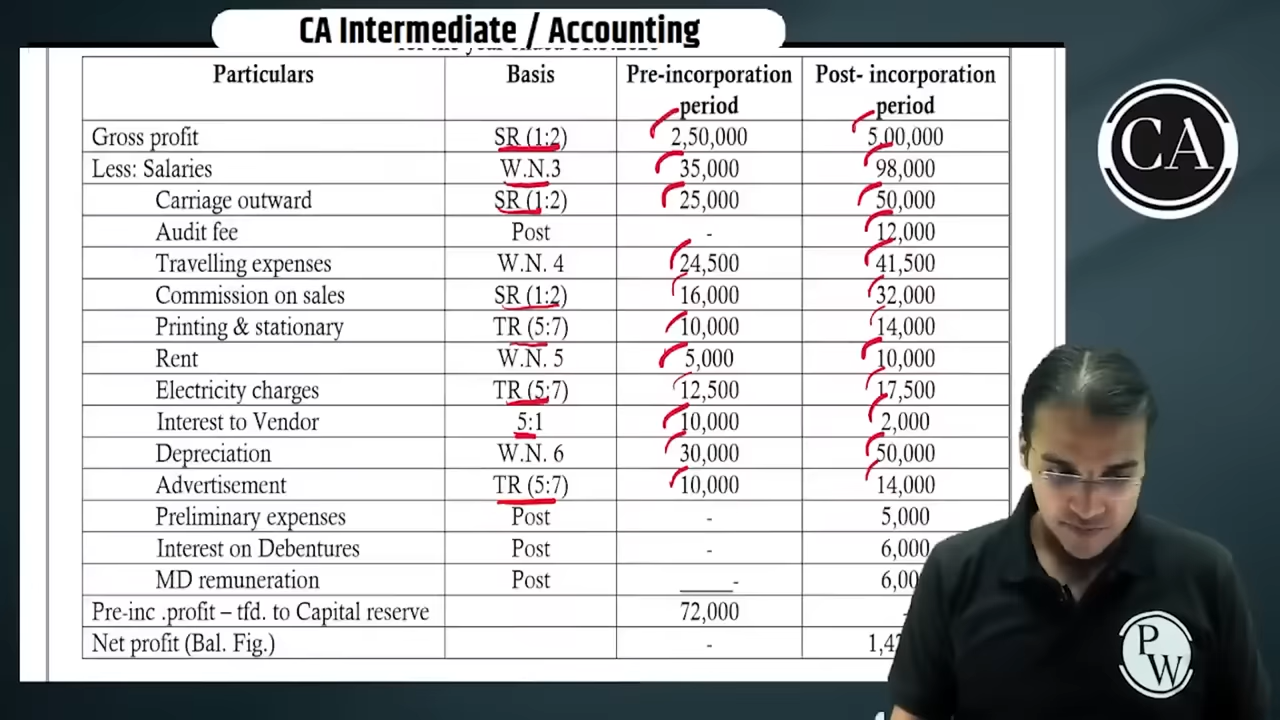 CA Intermediate / Accounting
Particulars Basis Pre-incorporation period Post- incorporation period
Gross profit SR (1:2) 2,50,000 5,00,000
Less: Salaries W.N.3 35,000 98,000
Carriage outward SR (1:2) 25,000 50,000
Audit fee Post - 12,000
Travelling expenses W.N. 4 24,500 41,500
Commission on sales SR (1:2) 16,000 32,000
Printing & stationary TR (5:7) 10,000 14,000
Rent W.N. 5 5,000 10,000
Electricity charges TR (5:7) 12,500 17,500
Interest to Vendor 5:1 10,000 2,000
Depreciation W.N. 6 30,000 50,000
Advertisement TR (5:7) 10,000 14,000
Preliminary expenses Post - 5,000
Interest on Debentures Post - 6,000
MD remuneration Post - 6,00
Pre-inc .profit – tfd. to Capital reserve 72,000 -
Net profit (Bal. Fig.) -
CA
PW